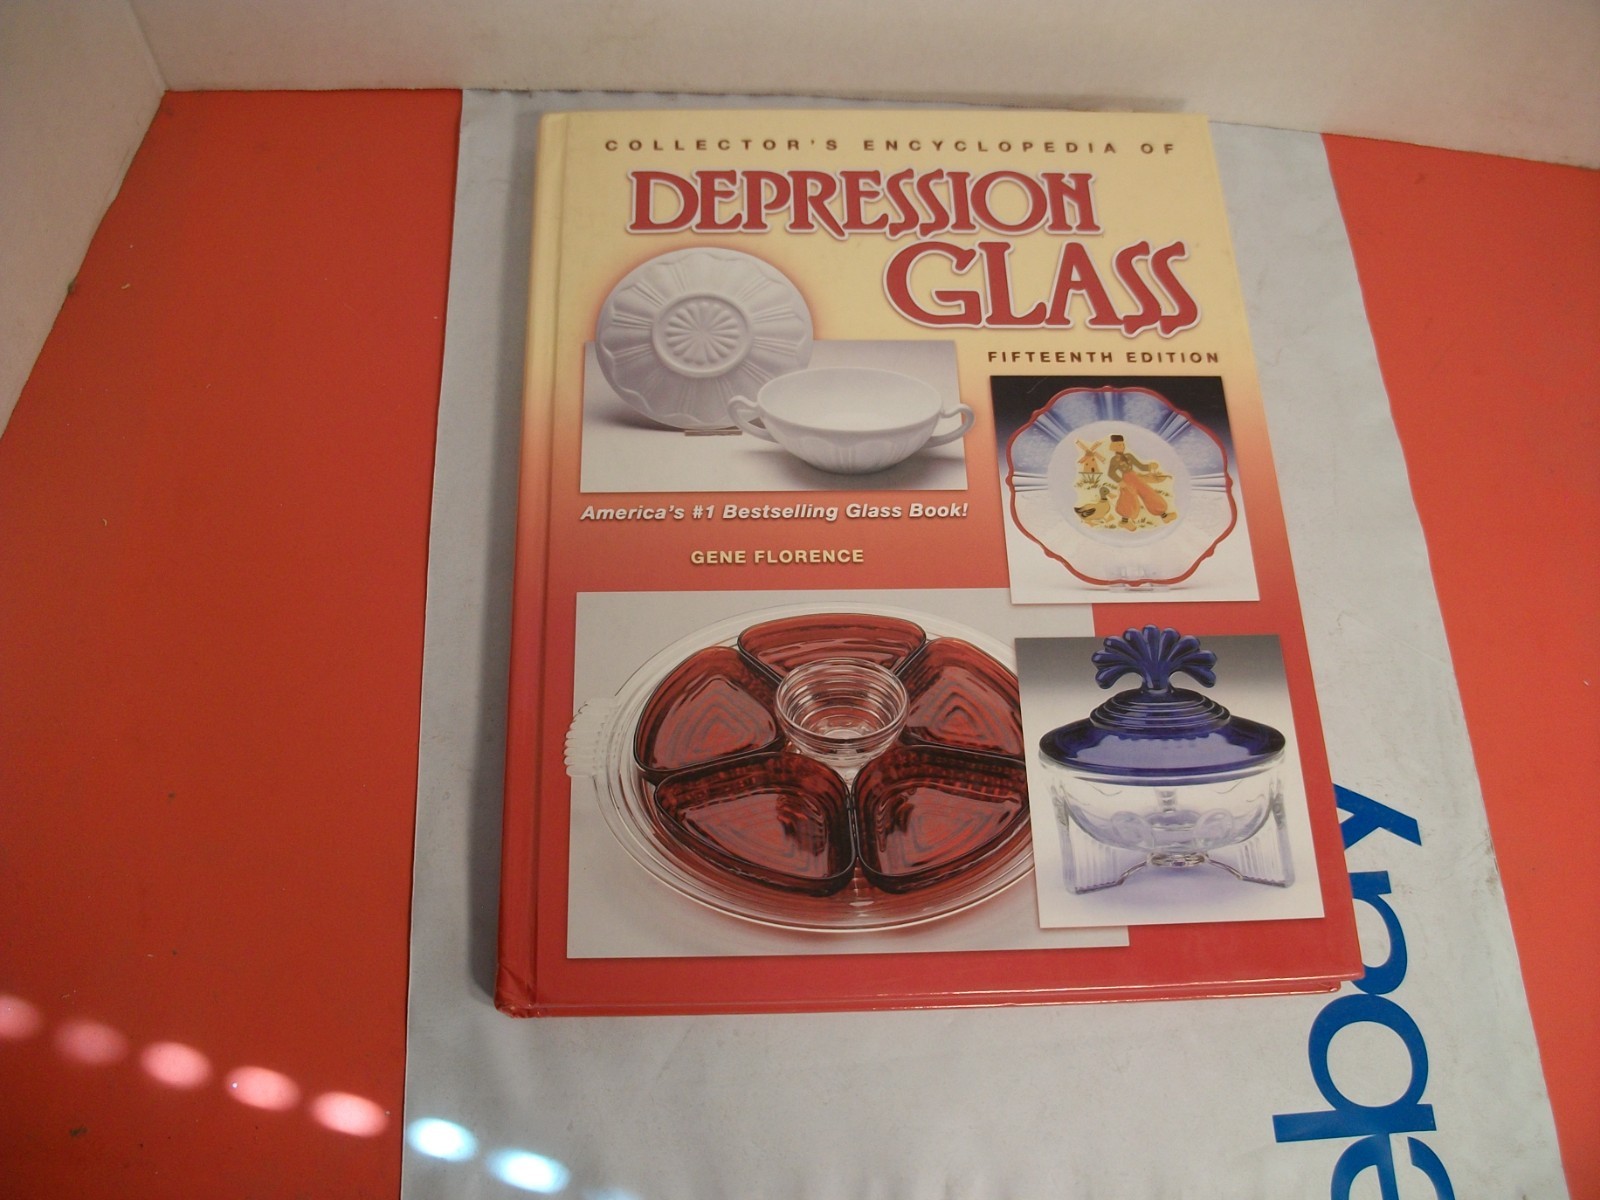 COLLECTOR'S ENCYCLOPEDIA OF
DEPRESSION
GLASS
FIFTEENTH EDITION
America's #1 Bestselling Glass Book!
GENE FLORENCE
ebay